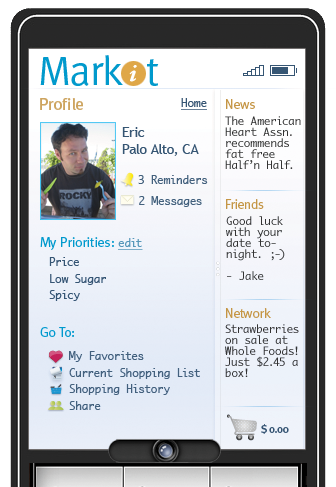 Markit
Profile
Home
Eric
Palo Alto, CA
3 Reminders
2 Messages
My Priorities: edit
Price
Low Sugar
Spicy
Go To:
My Favorites
Current Shopping List
Shopping History
Share
News
The American
Heart Assn.
recommends
fat free
Half'n Half.
Friends
Good luck
with your
date to-
night. ;-)
- Jake
Network
Strawberries
on sale at
Whole Foods!
Just $2.45 a
box!
$0.00
ROCKY